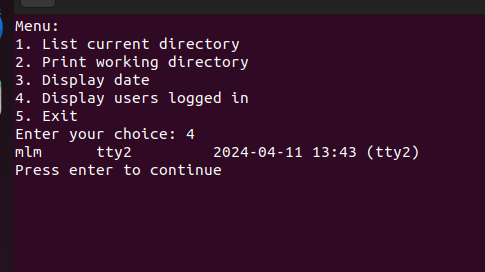 Menu:
1. List current directory
2. Print working directory
3. Display date
4. Display users logged in
5. Exit
Enter your choice: 4
mlm      tty2         2024-04-11 13:43 (tty2)
Press enter to continue